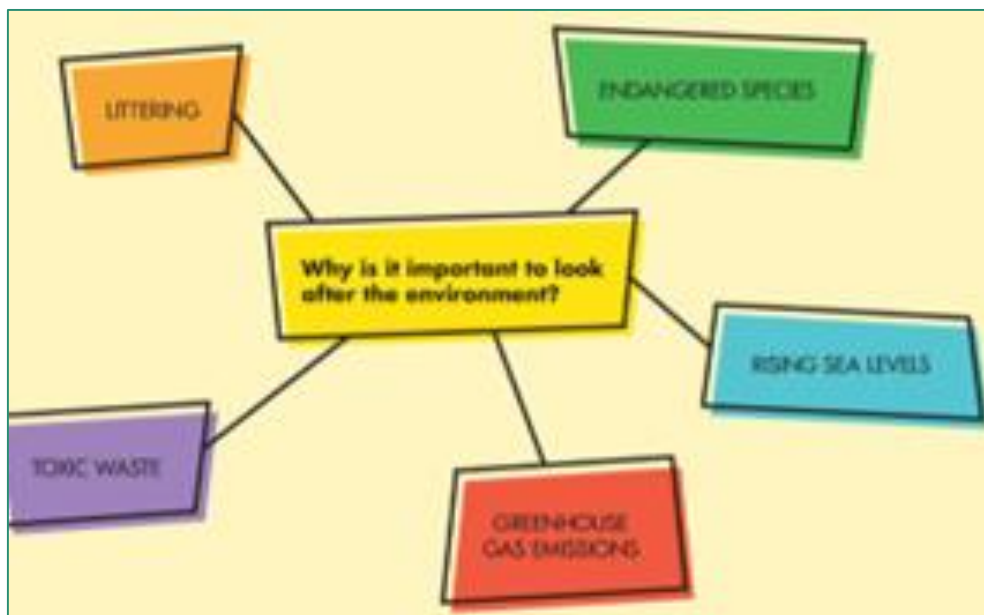 LITTERING
ENDANGERED SPECIES
Why is it important to look
after the environment?
RISING SEA LEVELS
TOXIC WASTE
GREENHOUSE
GAS EMISSIONS